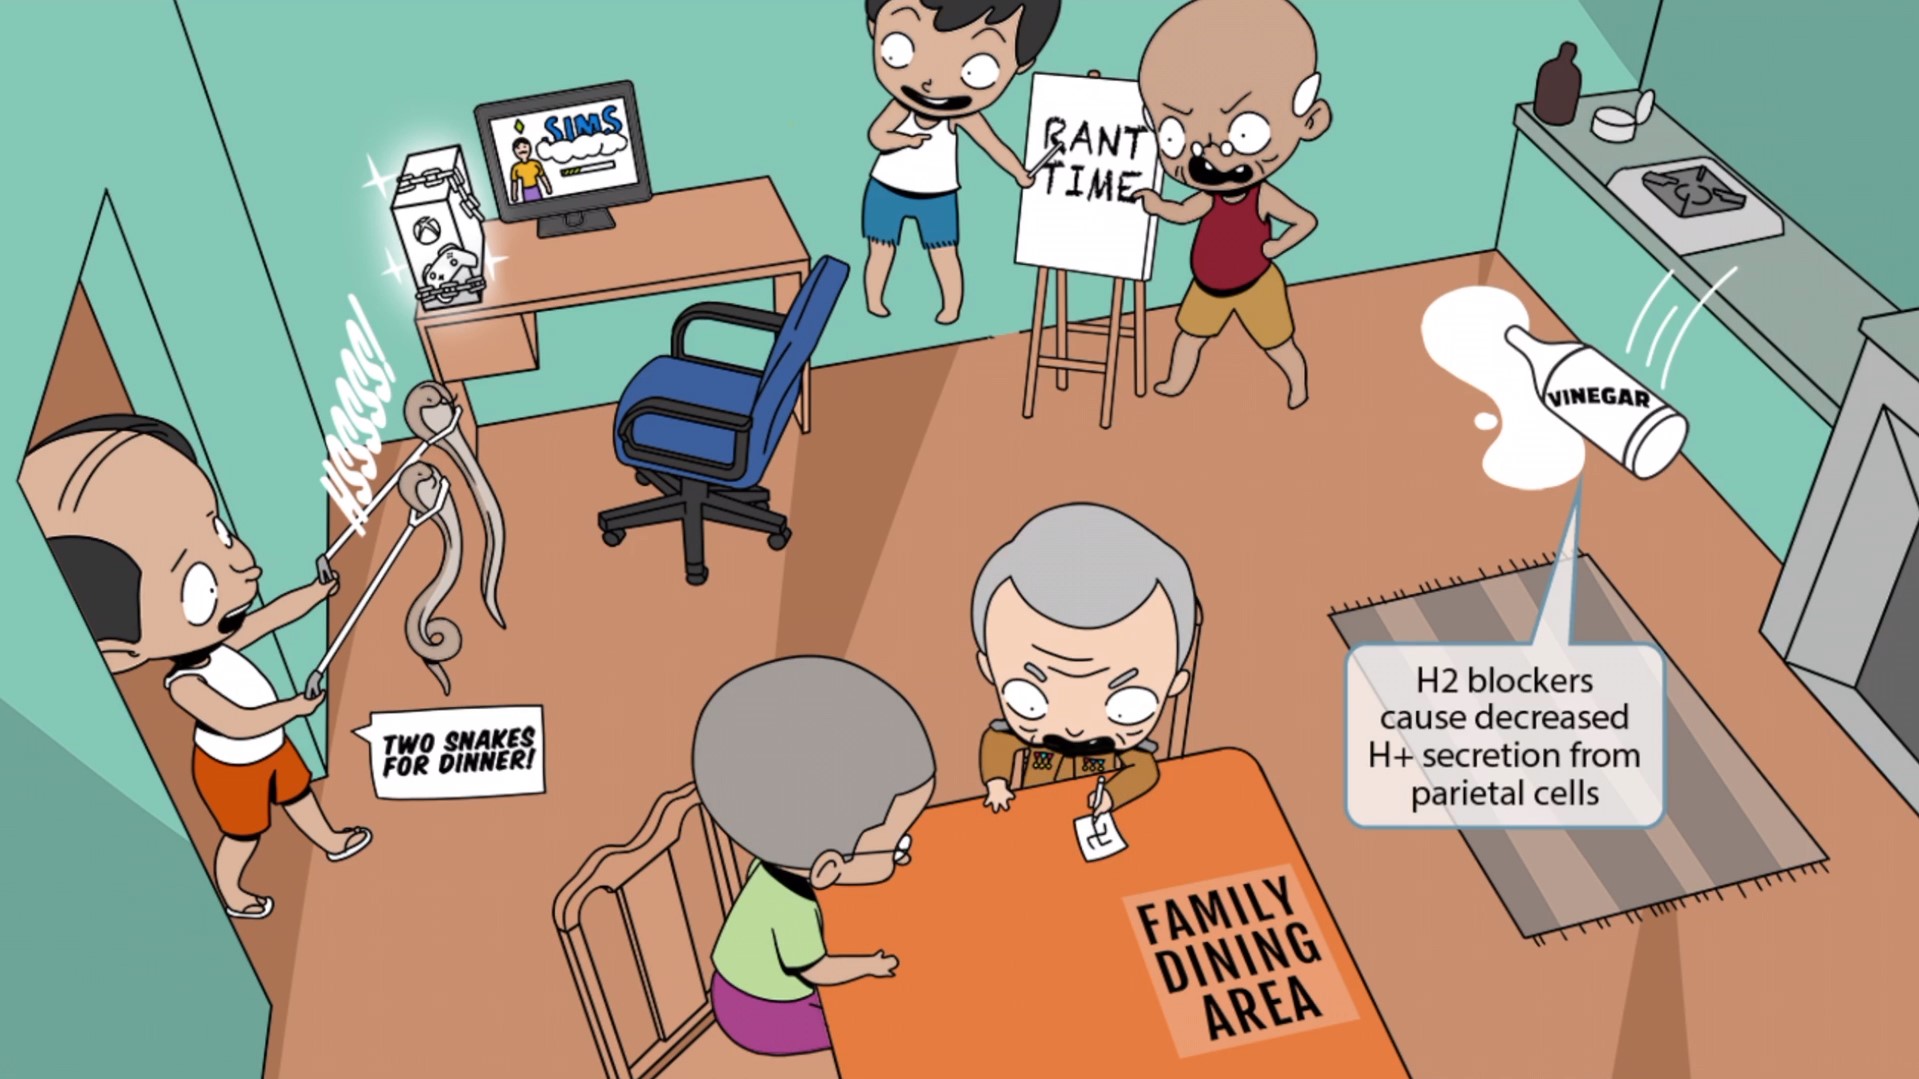 SIMS
RANT
TIME
VINEGAR
HSSSSS!
TWO SNAKES
FOR DINNER!
H2 blockers
cause decreased
H+ secretion from
parietal cells
FAMILY
DINING
AREA